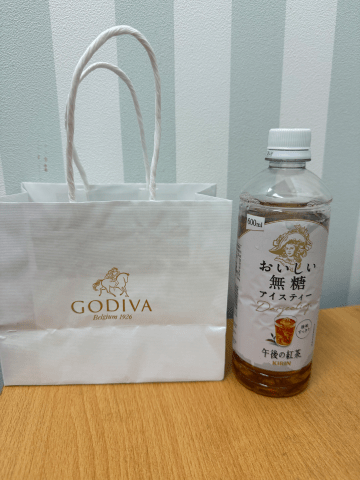 GODIVA
Belgium 1926
600ml
おいしい
無糖
アイスティー
午後の紅茶
KIRIN